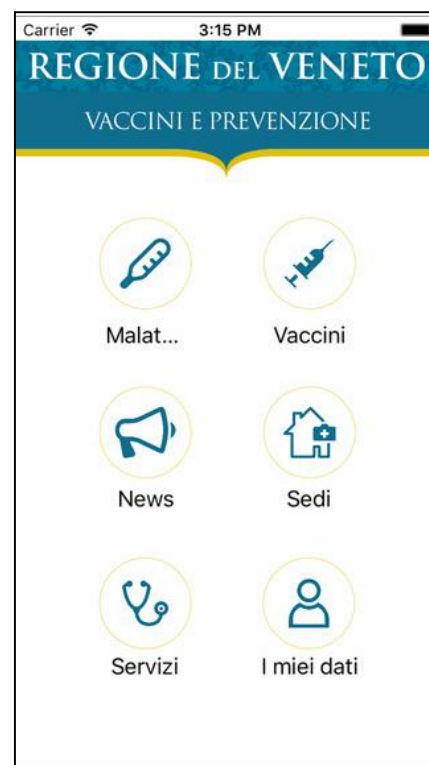 Carrier 3:15 PM
REGIONE DEL VENETO
VACCINI E PREVENZIONE
Malat... Vaccini
News Sedi
Servizi I miei dati